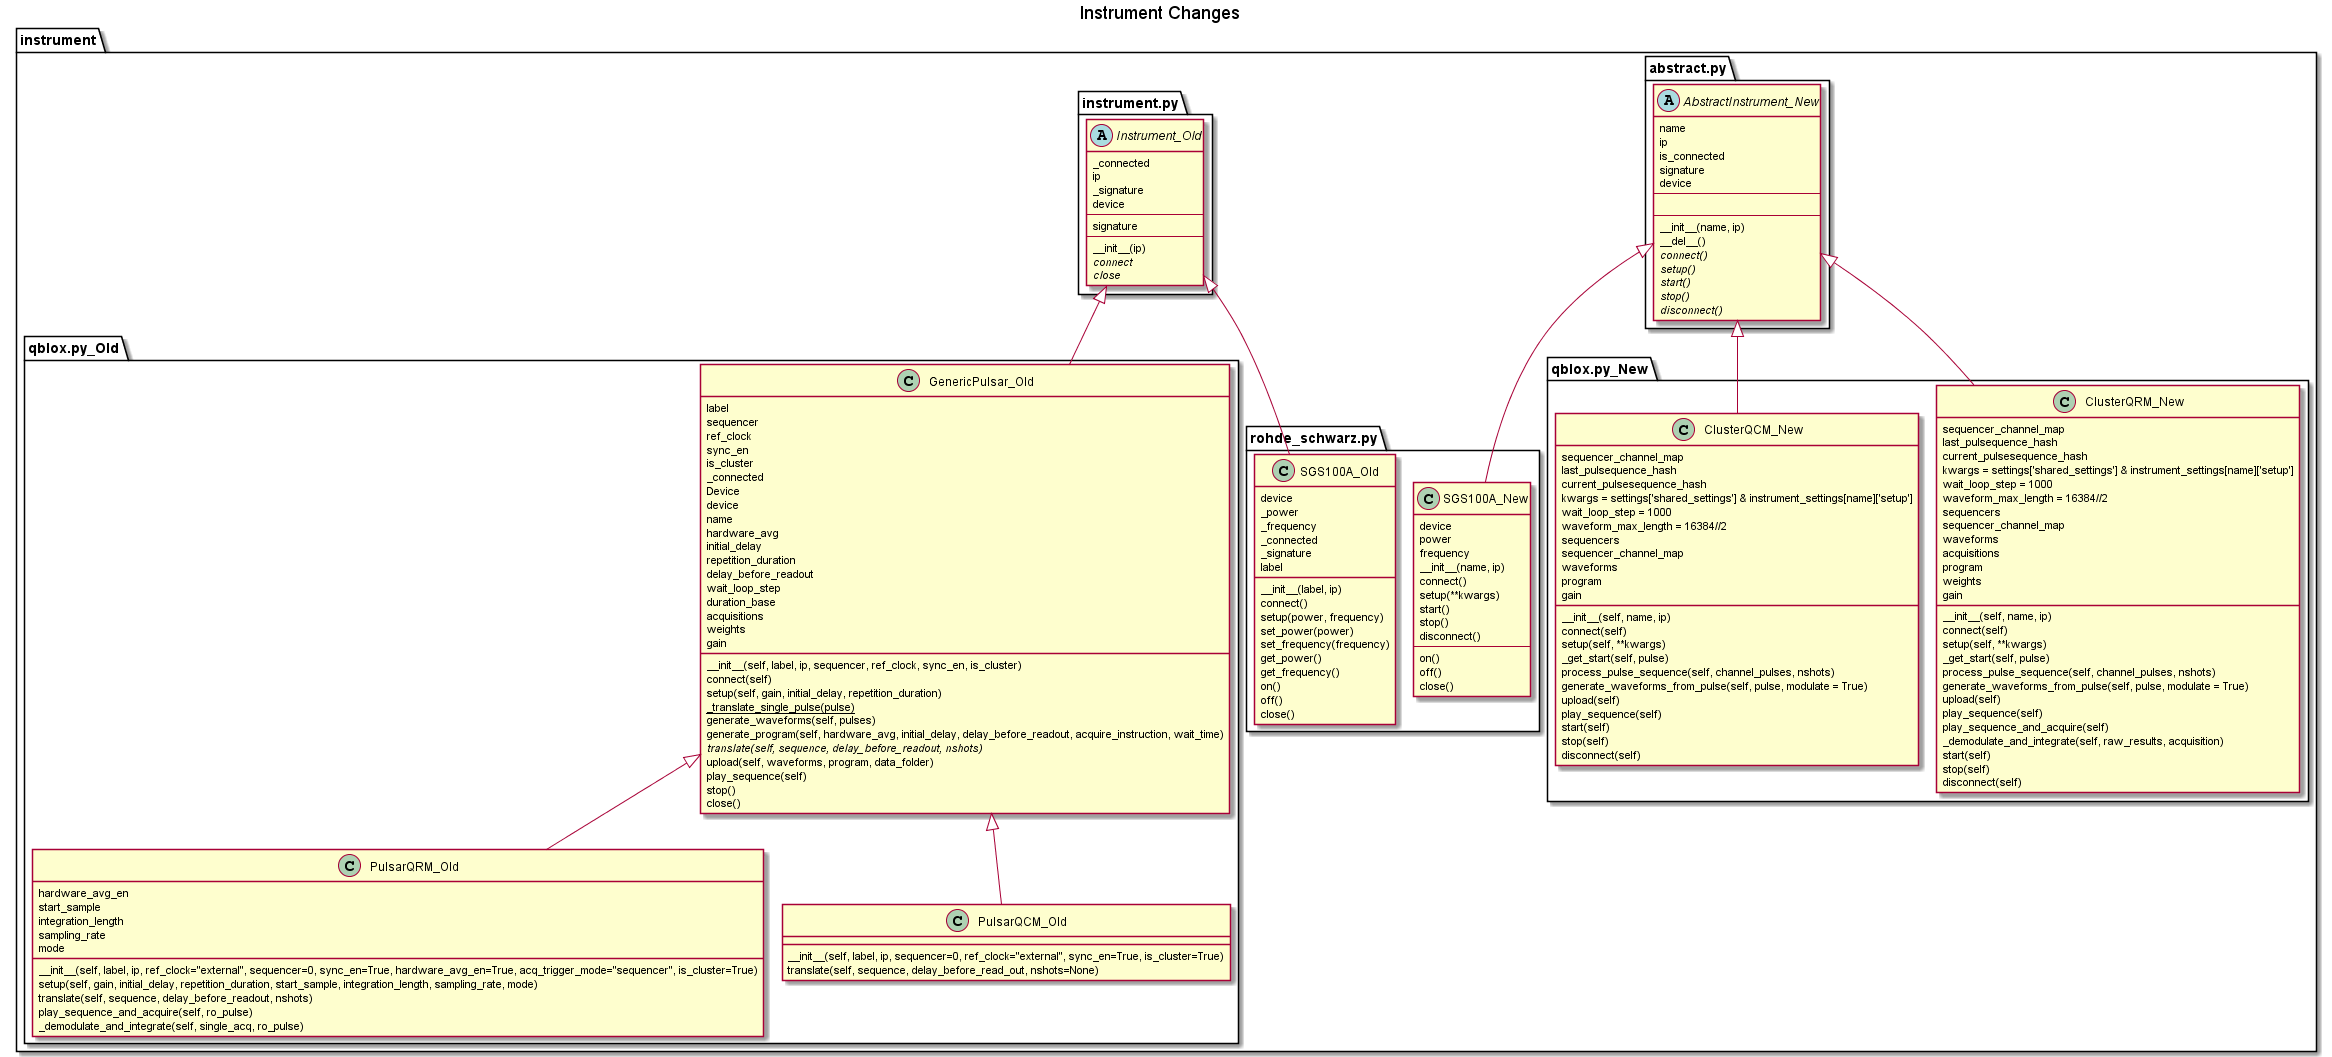 Instrument Changes
instrument
abstract.py
A AbstractInstrument_New
name
ip
is_connected
signature
device
__init__(name, ip)
__del__()
connect()
setup()
start()
stop()
disconnect()
instrument.py
A Instrument_Old
_connected
ip
_signature
device
signature
__init__(ip)
connect
close
qblox.py_Old
C GenericPulsar_Old
label
sequencer
ref_clock
sync_en
is_cluster
_connected
Device
device
name
hardware_avg
initial_delay
repetition_duration
delay_before_readout
wait_loop_step
duration_base
acquisitions
weights
gain
__init__(self, label, ip, sequencer, ref_clock, sync_en, is_cluster)
connect(self)
setup(self, gain, initial_delay, repetition_duration)
_translate_single_pulse(pulse)
generate_waveforms(self, pulses)
generate_program(self, hardware_avg, initial_delay, delay_before_readout, acquire_instruction, wait_time)
translate(self, sequence, delay_before_readout, nshots)
upload(self, waveforms, program, data_folder)
play_sequence(self)
stop()
close()
C PulsarQRM_Old
hardware_avg_en
start_sample
integration_length
sampling_rate
mode
__init__(self, label, ip, ref_clock="external", sequencer=0, sync_en=True, hardware_avg_en=True, acq_trigger_mode="sequencer", is_cluster=True)
setup(self, gain, initial_delay, repetition_duration, start_sample, integration_length, sampling_rate, mode)
translate(self, sequence, delay_before_readout, nshots)
play_sequence_and_acquire(self, ro_pulse)
_demodulate_and_integrate(self, single_acq, ro_pulse)
C PulsarQCM_Old
__init__(self, label, ip, sequencer=0, ref_clock="external", sync_en=True, is_cluster=True)
translate(self, sequence, delay_before_read_out, nshots=None)
rohde_schwarz.py
C SGS100A_Old
device
_power
_frequency
_connected
_signature
label
__init__(label, ip)
connect()
setup(power, frequency)
set_power(power)
set_frequency(frequency)
get_power()
get_frequency()
on()
off()
close()
C SGS100A_New
device
power
frequency
__init__(name, ip)
connect()
setup(**kwargs)
start()
stop()
disconnect()
on()
off()
close()
qblox.py_New
C ClusterQCM_New
sequencer_channel_map
last_pulsequence_hash
current_pulsesequence_hash
kwargs = settings['shared_settings'] & instrument_settings[name]['setup']
wait_loop_step = 1000
waveform_max_length = 16384//2
sequencers
sequencer_channel_map
waveforms
program
gain
__init__(self, name, ip)
connect(self)
setup(self, **kwargs)
_get_start(self, pulse)
process_pulse_sequence(self, channel_pulses, nshots)
generate_waveforms_from_pulse(self, pulse, modulate = True)
upload(self)
play_sequence(self)
start(self)
stop(self)
disconnect(self)
C ClusterQRM_New
sequencer_channel_map
last_pulsequence_hash
current_pulsesequence_hash
kwargs = settings['shared_settings'] & instrument_settings[name]['setup']
wait_loop_step = 1000
waveform_max_length = 16384//2
sequencers
sequencer_channel_map
waveforms
acquisitions
program
weights
gain
__init__(self, name, ip)
connect(self)
setup(self, **kwargs)
_get_start(self, pulse)
process_pulse_sequence(self, channel_pulses, nshots)
generate_waveforms_from_pulse(self, pulse, modulate = True)
upload(self)
play_sequence(self)
play_sequence_and_acquire(self)
_demodulate_and_integrate(self, raw_results, acquisition)
start(self)
stop(self)
disconnect(self)